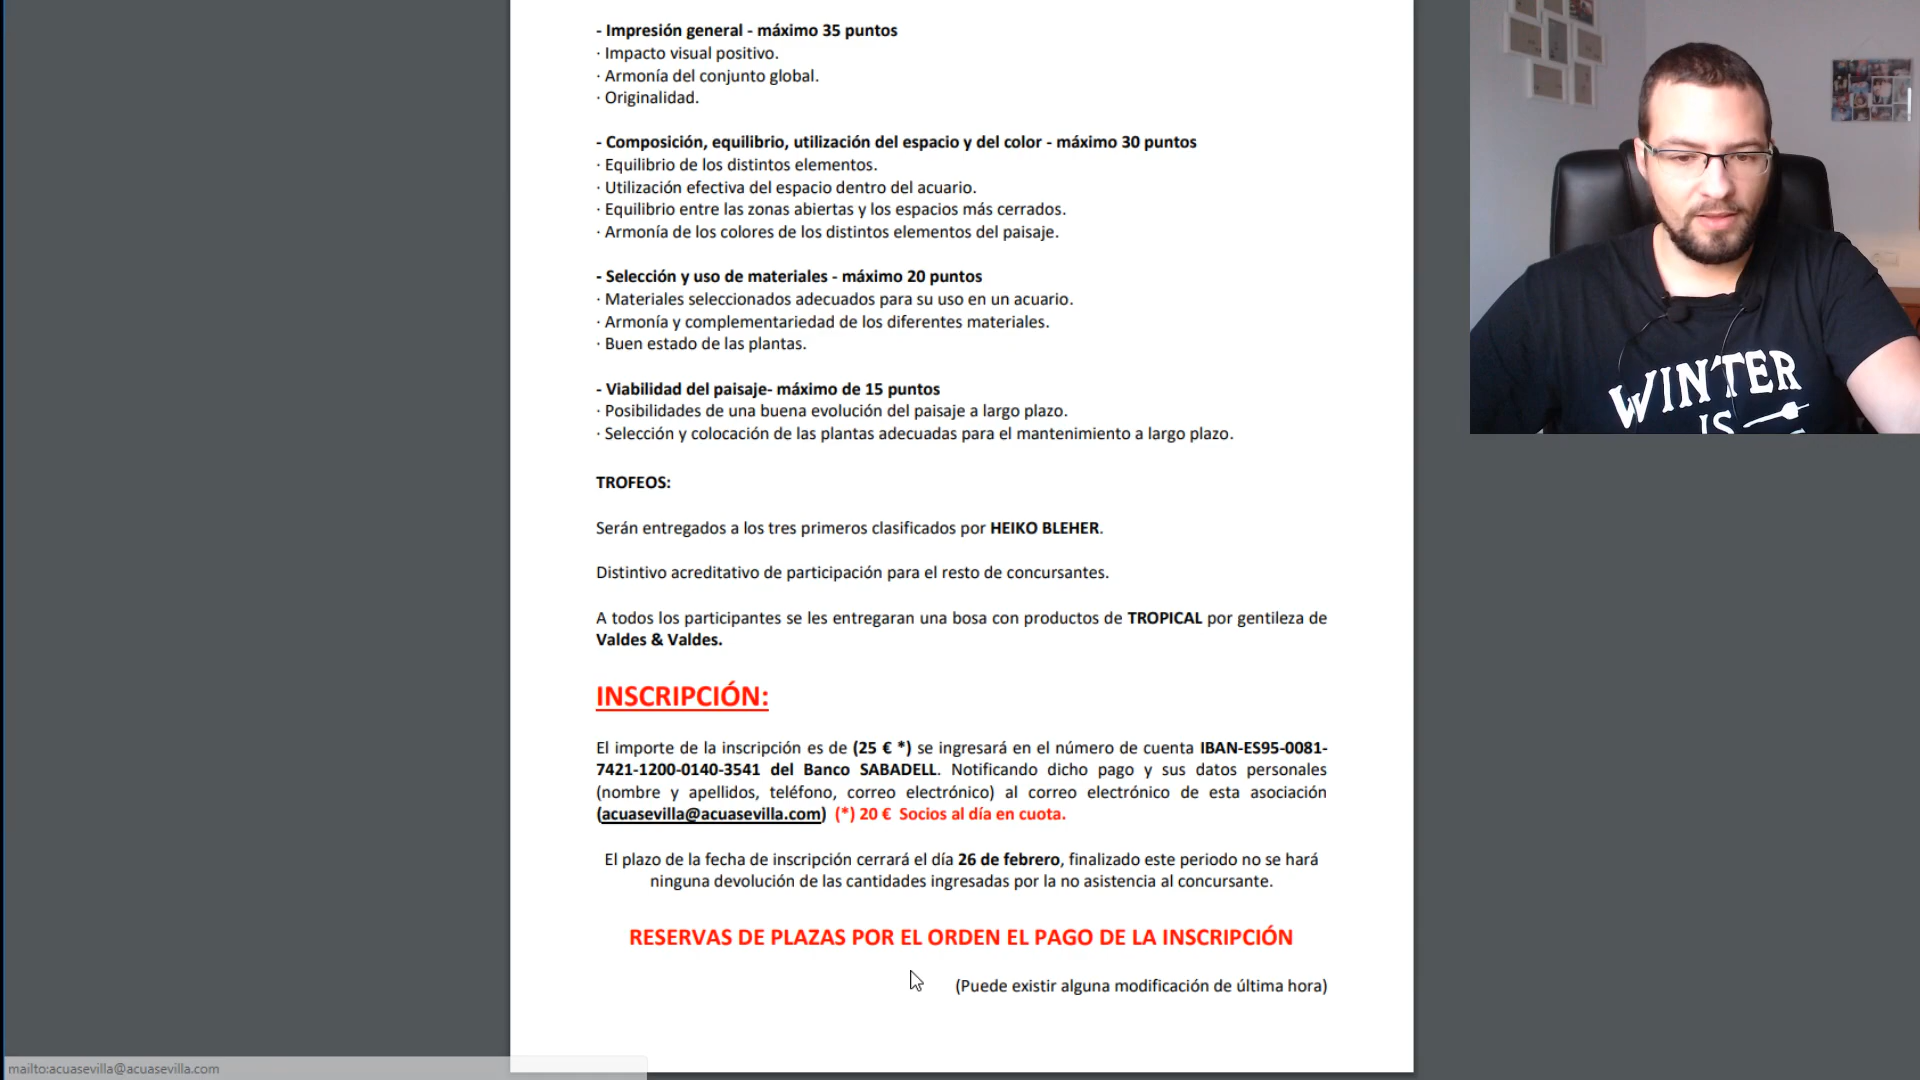 - Impresión general - máximo 35 puntos
· Impacto visual positivo.
· Armonía del conjunto global.
· Originalidad.
- Composición, equilibrio, utilización del espacio y del color - máximo 30 puntos
· Equilibrio de los distintos elementos.
· Utilización efectiva del espacio dentro del acuario.
· Equilibrio entre las zonas abiertas y los espacios más cerrados.
· Armonía de los colores de los distintos elementos del paisaje.
- Selección y uso de materiales - máximo 20 puntos
· Materiales seleccionados adecuados para su uso en un acuario.
· Armonía y complementariedad de los diferentes materiales.
· Buen estado de las plantas.
- Viabilidad del paisaje- máximo de 15 puntos
· Posibilidades de una buena evolución del paisaje a largo plazo.
· Selección y colocación de las plantas adecuadas para el mantenimiento a largo plazo.
TROFEOS:
Serán entregados a los tres primeros clasificados por HEIKO BLEHER.
Distintivo acreditativo de participación para el resto de concursantes.
A todos los participantes se les entregaran una bosa con productos de TROPICAL por gentileza de
Valdes & Valdes.
INSCRIPCIÓN:
El importe de la inscripción es de (25 € *) se ingresará en el número de cuenta IBAN-ES95-0081-
7421-1200-0140-3541 del Banco SABADELL. Notificando dicho pago y sus datos personales
(nombre y apellidos, teléfono, correo electrónico) al correo electrónico de esta asociación
(acuasevilla@acuasevilla.com) (*) 20 € Socios al día en cuota.
El plazo de la fecha de inscripción cerrará el día 26 de febrero, finalizado este periodo no se hará
ninguna devolución de las cantidades ingresadas por la no asistencia al concursante.
RESERVAS DE PLAZAS POR EL ORDEN EL PAGO DE LA INSCRIPCIÓN
(Puede existir alguna modificación de última hora)
mailto:acuasevilla@acuasevilla.com
WINTER
IS